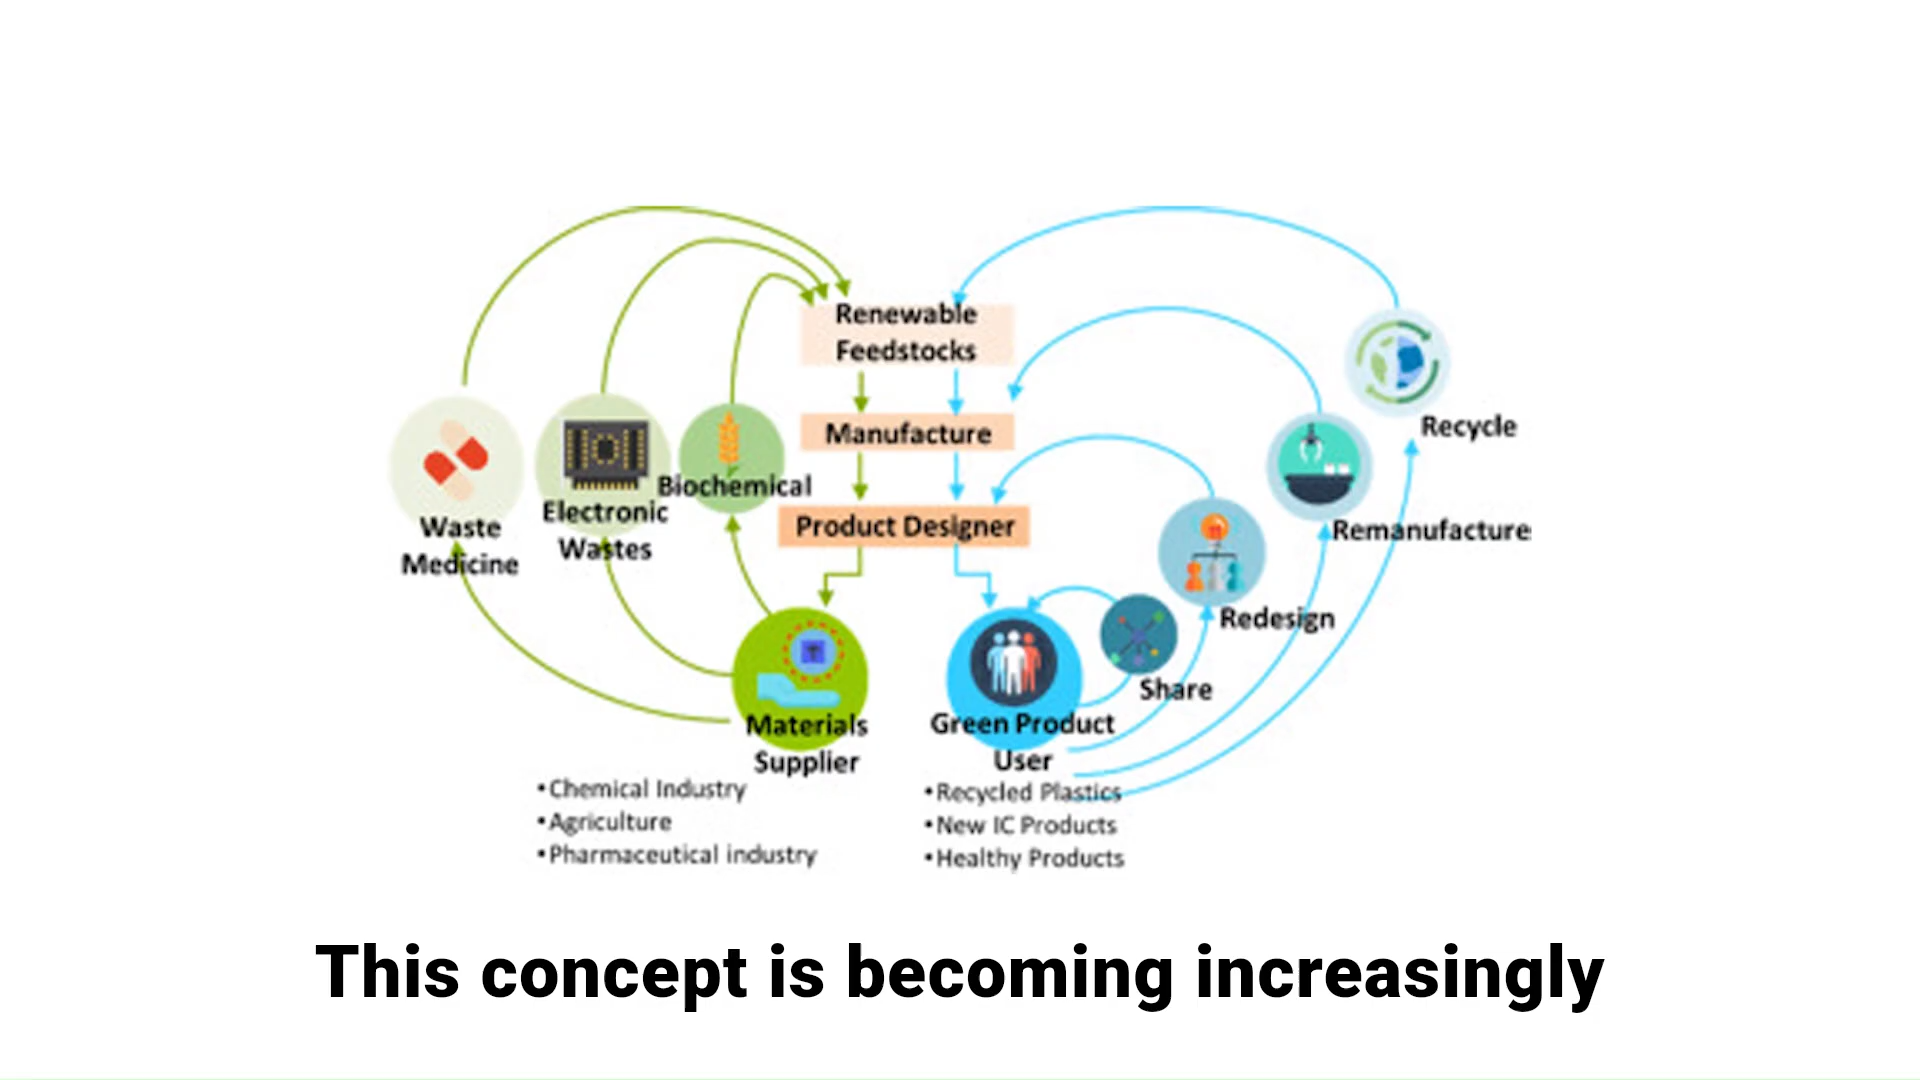 Renewable
Feedstocks
Manufacture
Product Designer
Waste
Medicine
Electronic
Wastes
Biochemical
Recycle
Remanufacture
Redesign
Share
Materials
Supplier
•Chemical Industry
•Agriculture
•Pharmaceutical industry
Green Product
User
•Recycled Plastics
•New IC Products
•Healthy Products
This concept is becoming increasingly